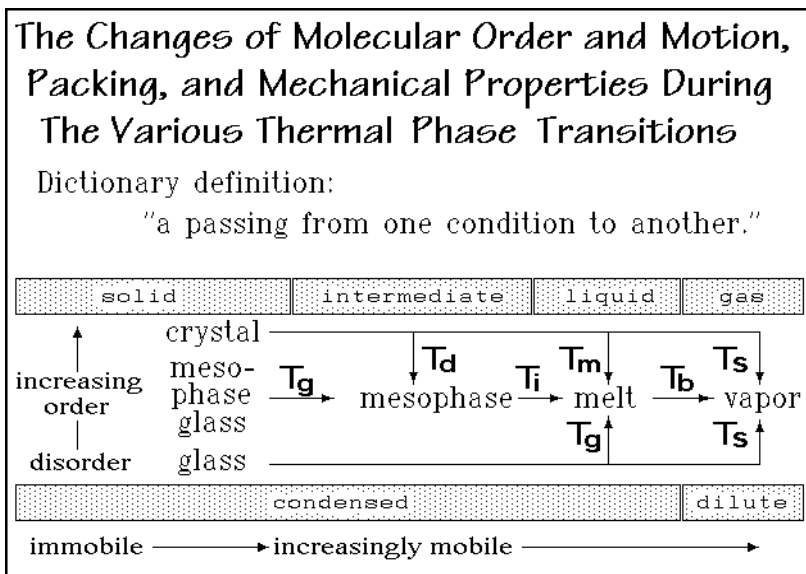 The Changes of Molecular Order and Motion,
Packing, and Mechanical Properties During
The Various Thermal Phase Transitions
Dictionary definition:
"a passing from one condition to another."
solid intermediate liquid gas
crystal
meso-
phase
glass
glass
increasing
order
disorder
Tg
Td
mesophase
Ti
Tm
melt
Tg
Tb
Ts
vapor
Ts
condensed dilute
immobile increasingly mobile